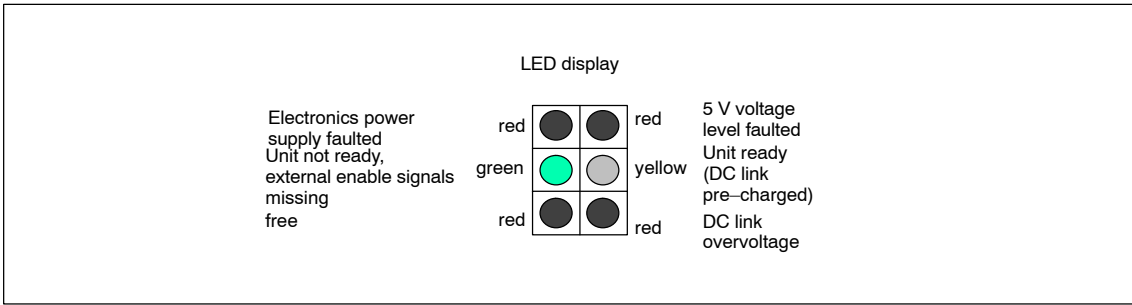 LED display
Electronics power
supply faulted
red
red
5 V voltage
level faulted
Unit not ready,
external enable signals
missing
green
yellow
Unit ready
(DC link
pre–charged)
free
red
red
DC link
overvoltage